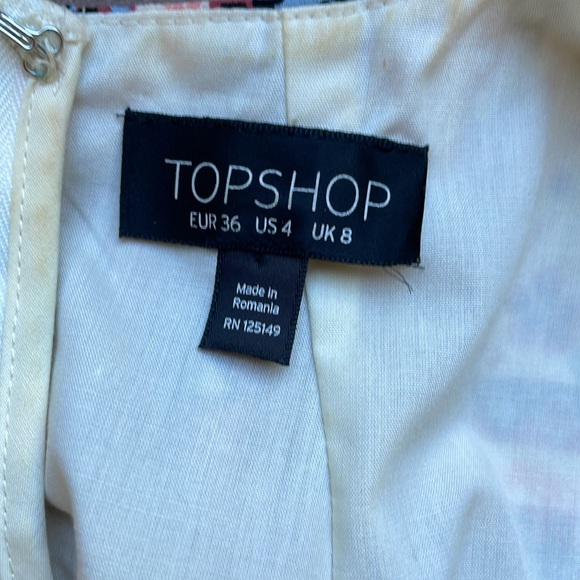 TOPSHOP
EUR 36 US 4 UK 8
Made in
Romania
RN 125149